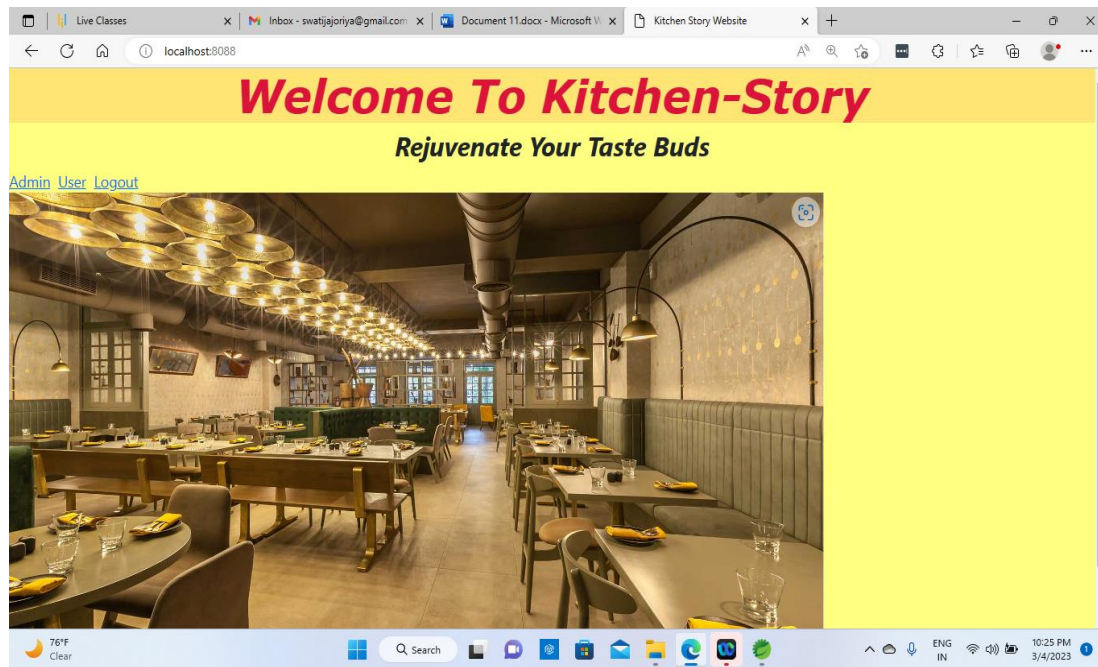 Live Classes
Inbox - swatijajoriya@gmail.com
Document 11.docx - Microsoft W
Kitchen Story Website
localhost:8088
Welcome To Kitchen-Story
Rejuvenate Your Taste Buds
Admin User Logout
76°F
Clear
Search
ENG
IN
10:25 PM
3/4/2023
1